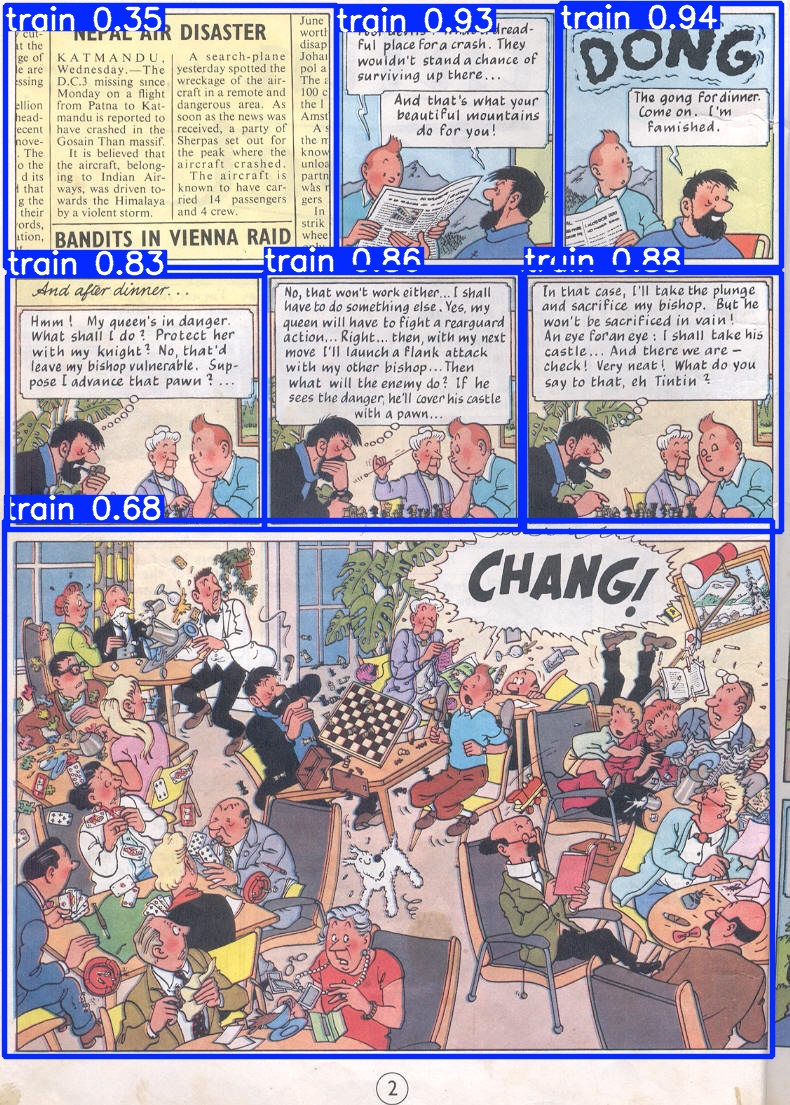 train 0.35
NEPAL AIR DISASTER
KATMANDU,
Wednesday.—The
D.C.3 missing since
Monday on a flight
from Patna to Kat-
mandu is reported to
have crashed in the
Gosain Than massif.
It is believed that
the aircraft, belong-
ing to Indian Air-
ways, was driven to-
wards the Himalaya
by a violent storm.
A search-plane
yesterday spotted the
wreckage of the air-
craft in a remote and
dangerous area. As
soon as the news was
received, a party of
Sherpas set out for
the peak where the
aircraft crashed.
The aircraft is
known to have car-
ried 14 passengers
and 4 crew.
BANDITS IN VIENNA RAID
June
train 0.93
ful place for a crash. They
wouldn't stand a chance of
surviving up there...
And that's what your
beautiful mountains
do for you!
train 0.94
DONG
The gong for dinner.
Come on. I'm
famished.
train 0.83
And after dinner...
Hmm! My queen's in danger.
What shall I do? Protect her
with my knight? No, that'd
leave my bishop vulnerable. Sup-
pose I advance that pawn?...
train 0.86
No, that won't work either... I shall
have to do something else. Yes, my
queen will have to fight a rearguard
action... Right... then, with my next
move I'll launch a flank attack
with my other bishop... Then
what will the enemy do? If he
sees the danger, he'll cover his castle
with a pawn...
train 0.88
In that case, I'll take the plunge
and sacrifice my bishop. But he
won't be sacrificed in vain!
An eye for an eye: I shall take his
castle... And there we are –
check! Very neat! What do you
say to that, eh Tintin?
train 0.68
CHANG!
2